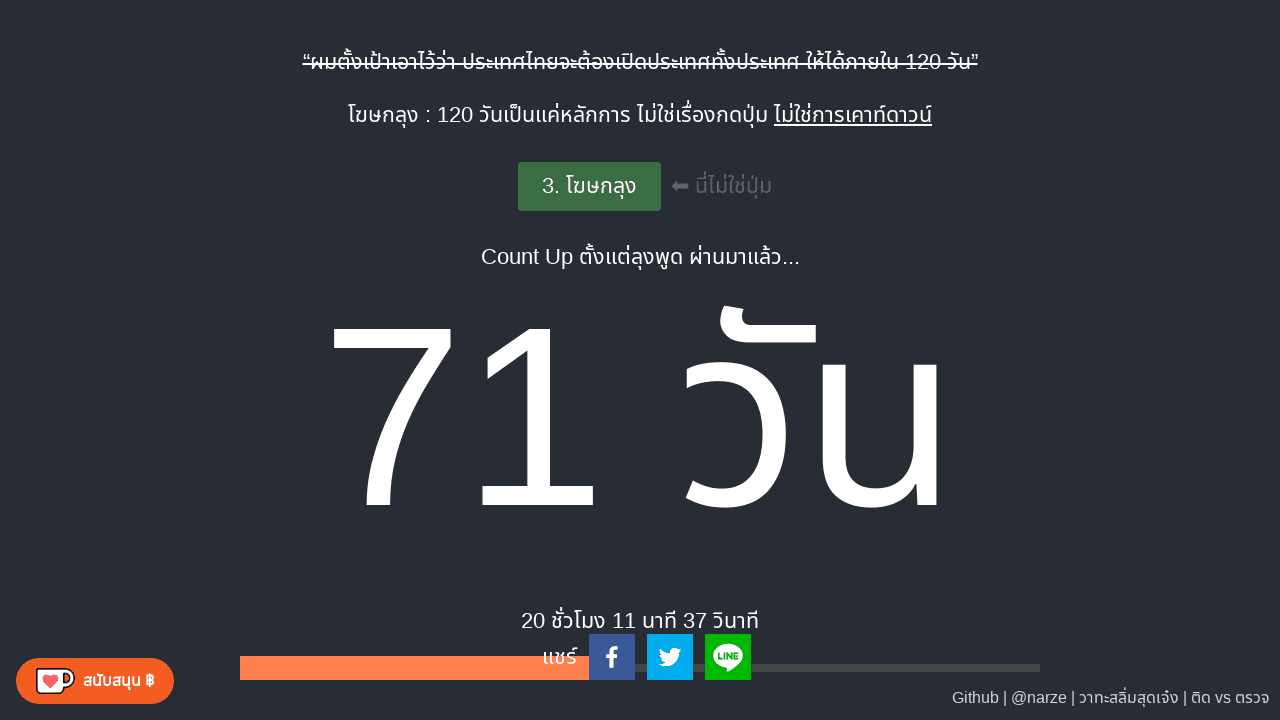 “ผมตั้งเป้าเอาไว้ว่า ประเทศไทยจะต้องเปิดประเทศทั้งประเทศ ให้ได้ภายใน 120 วัน”
โฆษกลุง : 120 วันเป็นแค่หลักการ ไม่ใช่เรื่องกดปุ่ม ไม่ใช่การเคาท์ดาวน์
3. โฆษกลุง ⬅ นี่ไม่ใช่ปุ่ม
Count Up ตั้งแต่ลุงพูด ผ่านมาแล้ว...
71 วัน
20 ชั่วโมง 11 นาที 37 วินาที
แชร์ LINE
สนับสนุน ฿
Github | @narze | วาทะสลิ่มสุดเจ๋ง | ติด vs ตรวจ